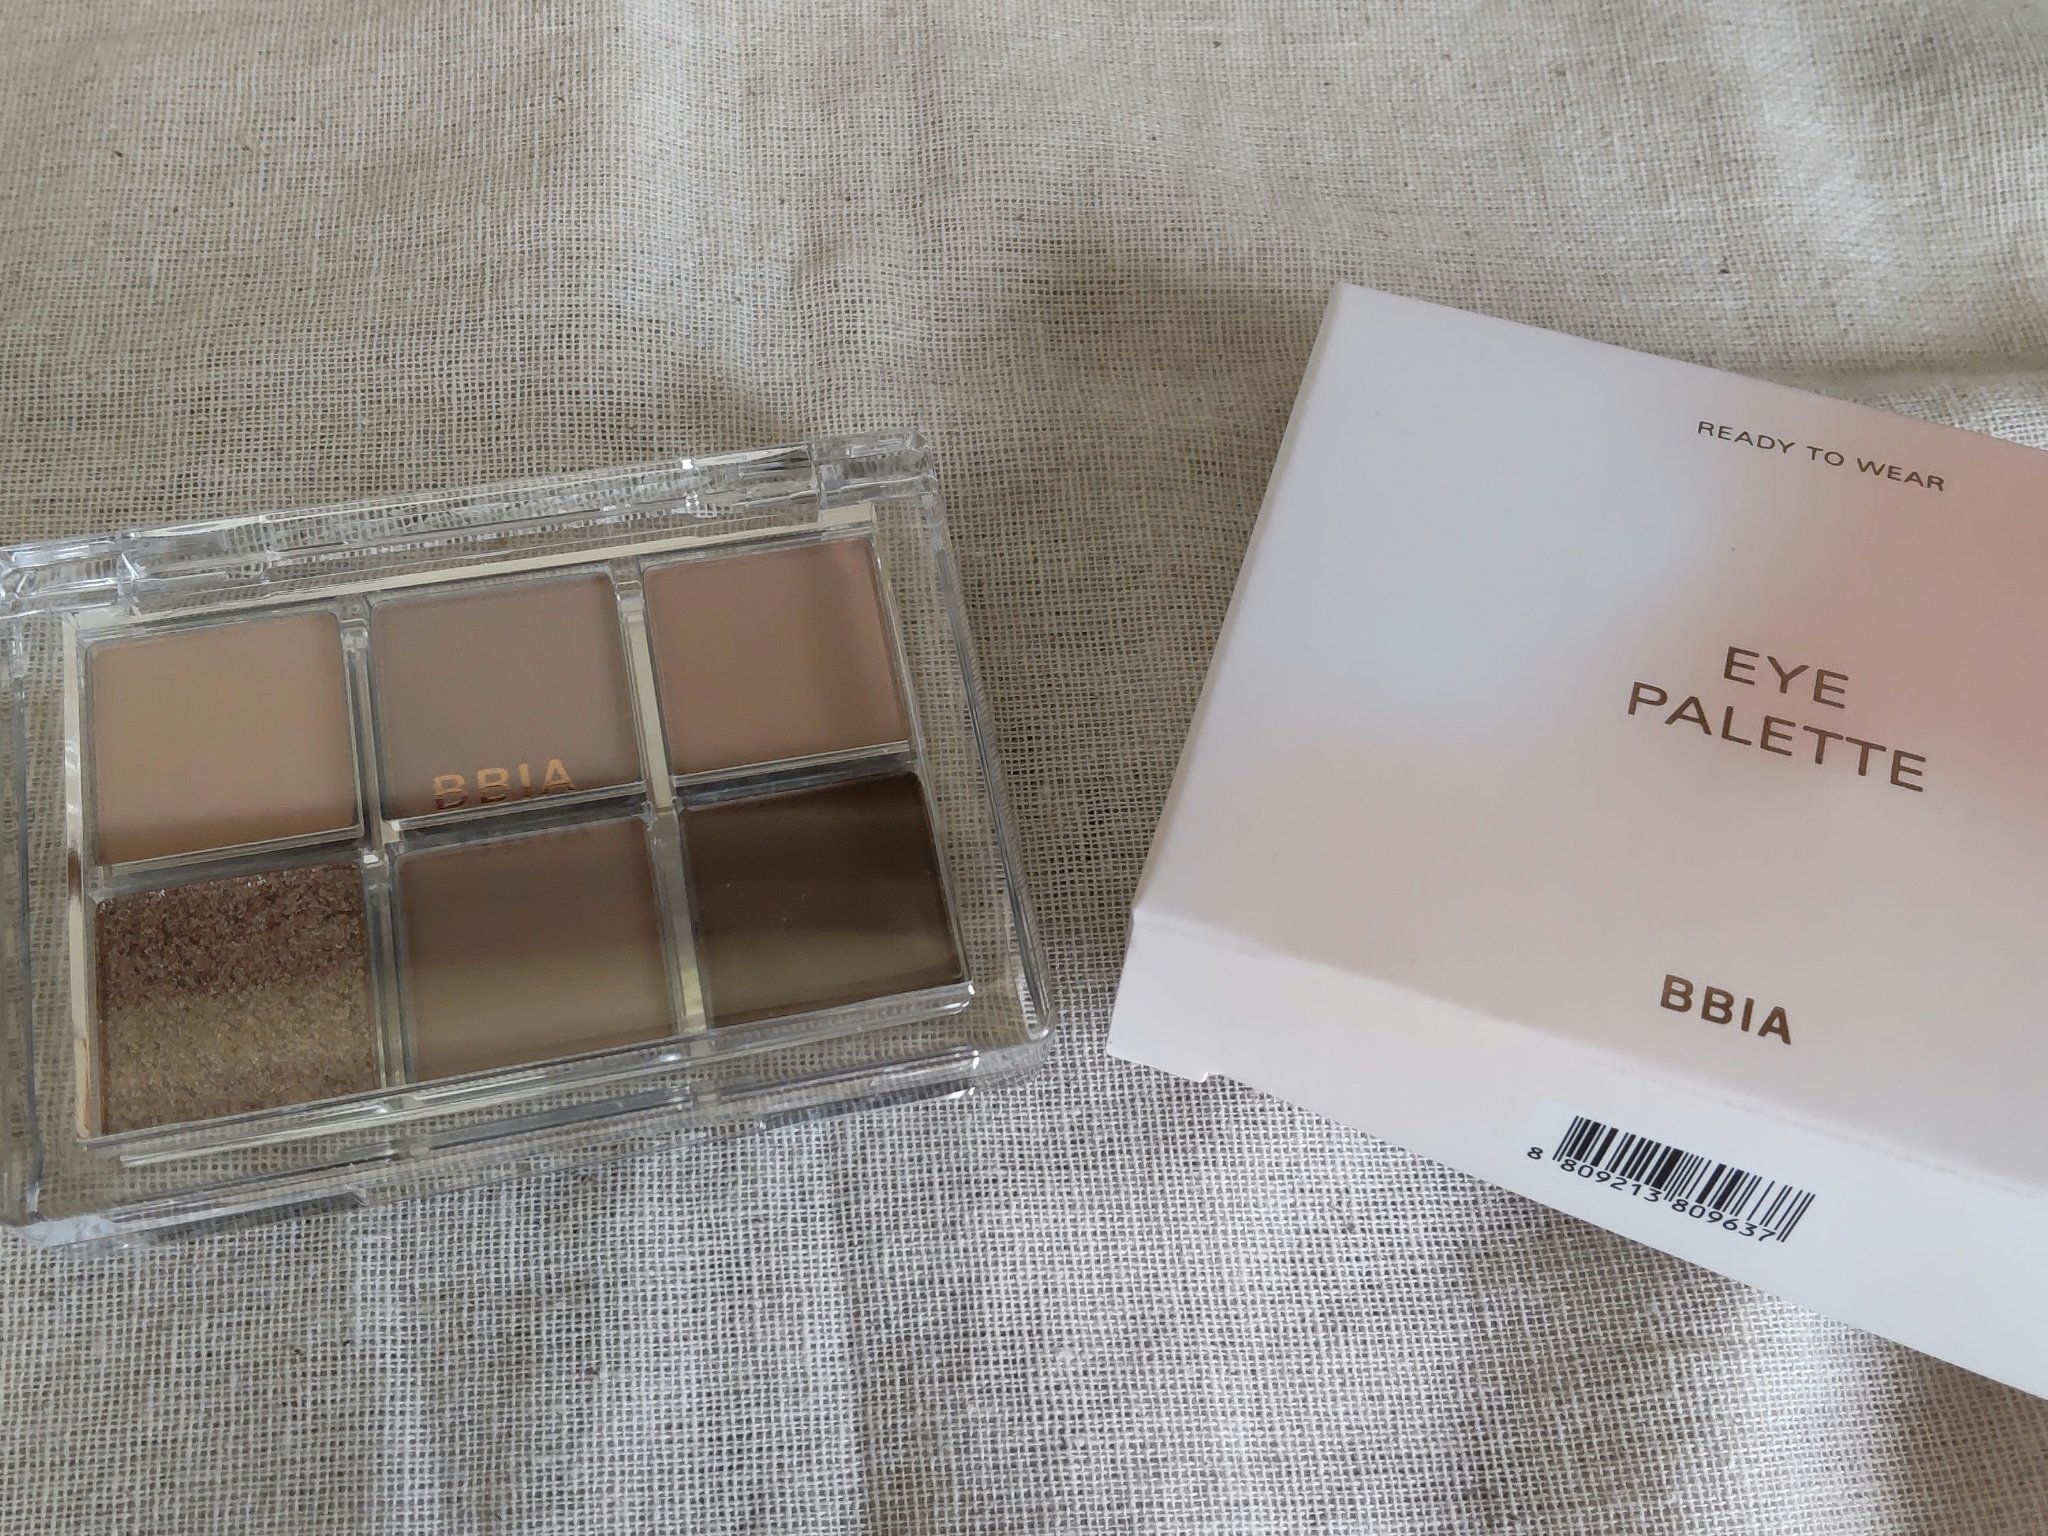 BBIA
READY TO WEAR
EYE
PALETTE
BBIA
8 809213 809637